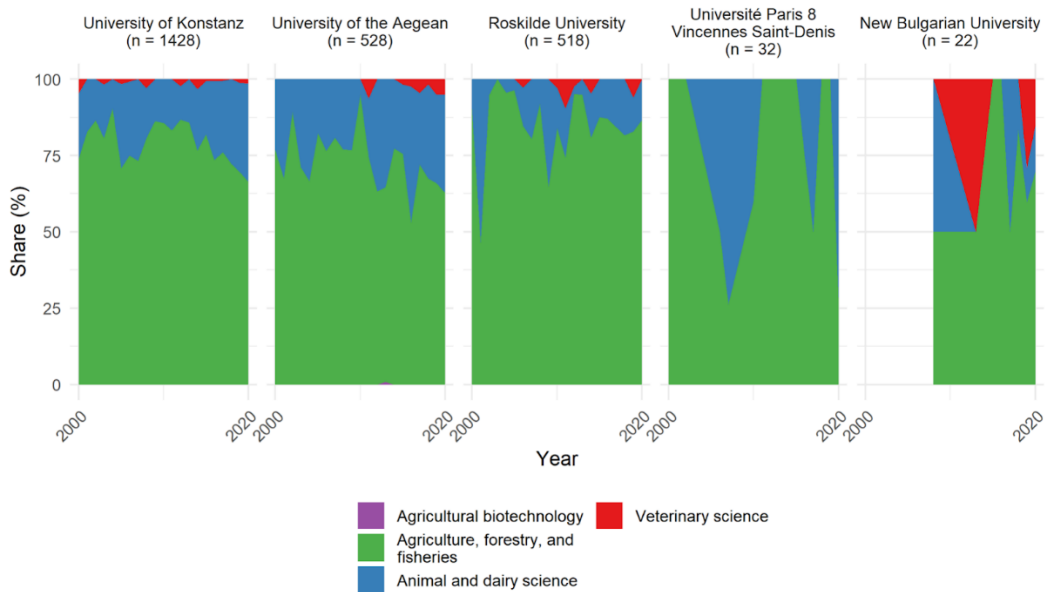 University of Konstanz
(n = 1428)
University of the Aegean
(n = 528)
Roskilde University
(n = 518)
Université Paris 8
Vincennes Saint-Denis
(n = 32)
New Bulgarian University
(n = 22)
Share (%)
100
75
50
25
0
2000
2020
2000
2020
2000
2020
2000
2020
2000
2020
Year
Agricultural biotechnology
Agriculture, forestry, and
fisheries
Animal and dairy science
Veterinary science